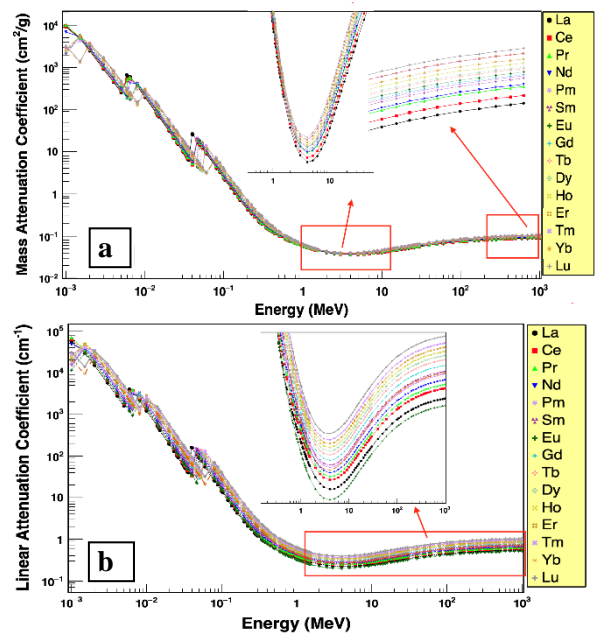 Mass Attenuation Coefficient (cm²/g)
10⁴
10³
10²
10
1
10⁻¹
10⁻²
10⁻³
10⁻²
10⁻¹
1
10
10²
10³
Energy (MeV)
a
1
10
La
Ce
Pr
Nd
Pm
Sm
Eu
Gd
Tb
Dy
Ho
Er
Tm
Yb
Lu
Linear Attenuation Coefficient (cm⁻¹)
10⁵
10⁴
10³
10²
10
1
10⁻¹
10⁻³
10⁻²
10⁻¹
1
10
10²
10³
Energy (MeV)
b
1
10
10²
10³
La
Ce
Pr
Nd
Pm
Sm
Eu
Gd
Tb
Dy
Ho
Er
Tm
Yb
Lu